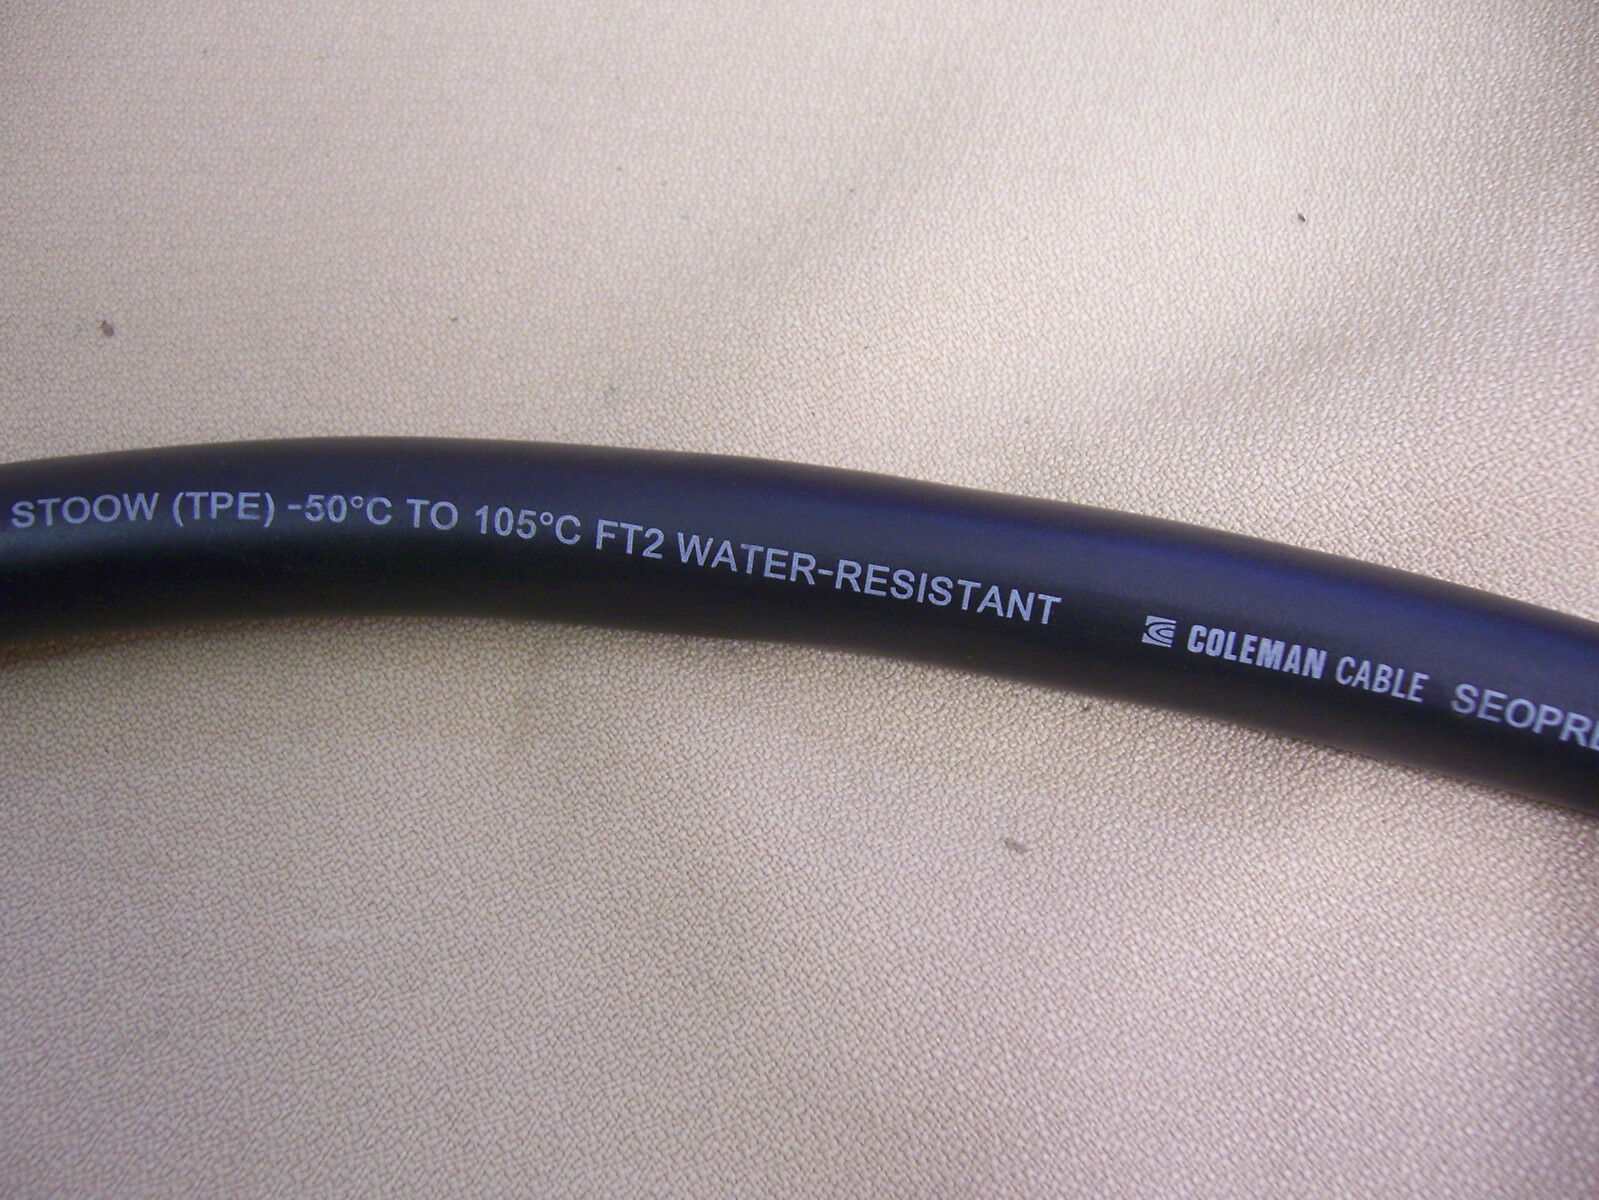 STOOW (TPE) -50°C TO 105°C FT2 WATER-RESISTANT COLEMAN CABLE